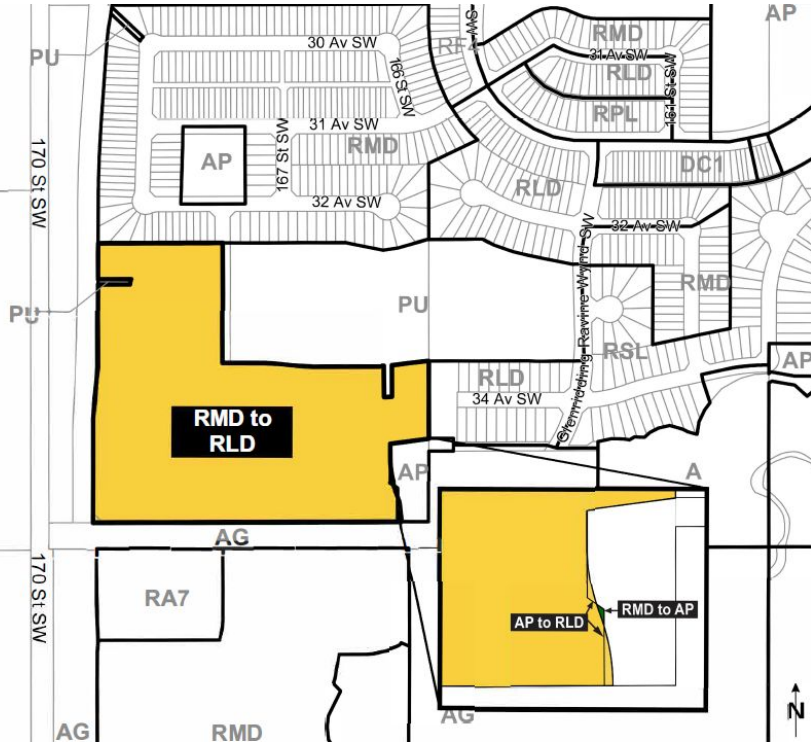 AP
RMD
PU
30 Av SW
RF4
SW
31 Av SW
RLD
166 St SW
161 St SW
RPL
31 Av SW
170 St SW
AP
167 St SW
RMD
DC1
RLD
32 Av SW
32 Av SW
RMD
PU
PU
Glenridding Ravine Wynd SW
RSL
AP
RLD
34 Av SW
RMD to
RLD
AP
A
AG
170 St SW
RA7
RMD to AP
AP to RLD
AG
AG
RMD
N